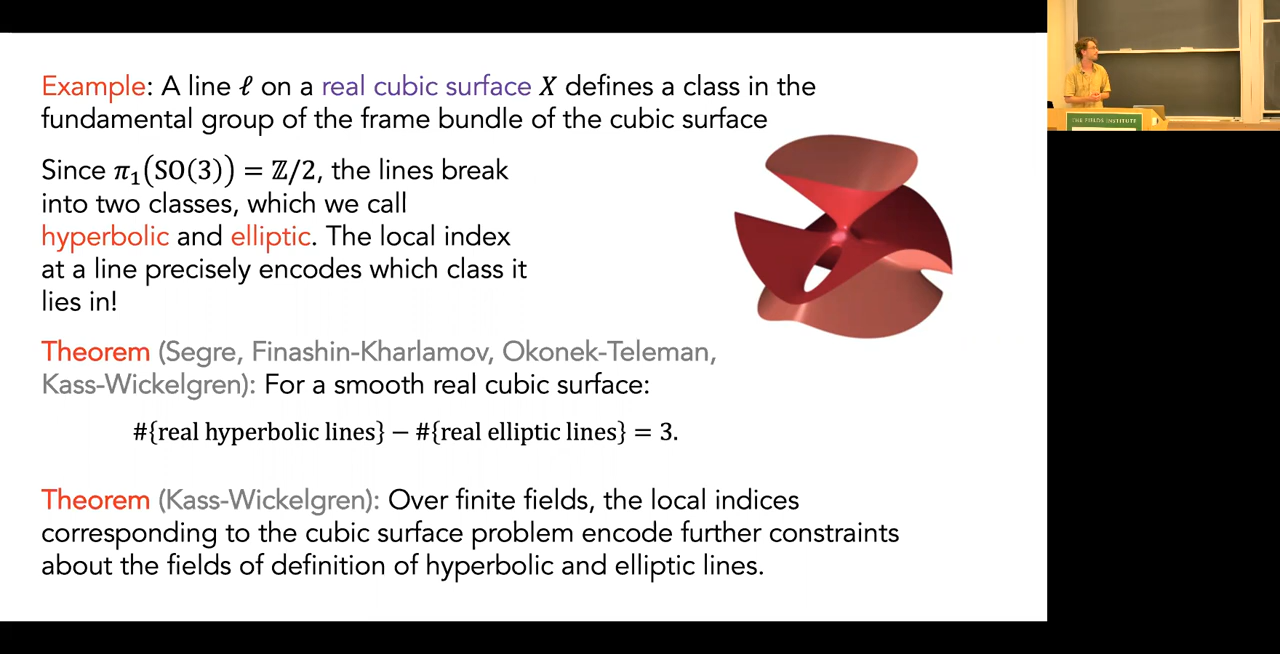 Example: A line ℓ on a real cubic surface X defines a class in the
fundamental group of the frame bundle of the cubic surface
Since π₁(SO(3)) = ℤ/2, the lines break
into two classes, which we call
hyperbolic and elliptic. The local index
at a line precisely encodes which class it
lies in!
Theorem (Segre, Finashin-Kharlamov, Okonek-Teleman,
Kass-Wickelgren): For a smooth real cubic surface:
#{real hyperbolic lines} − #{real elliptic lines} = 3.
Theorem (Kass-Wickelgren): Over finite fields, the local indices
corresponding to the cubic surface problem encode further constraints
about the fields of definition of hyperbolic and elliptic lines.
THE FIELDS INSTITUTE